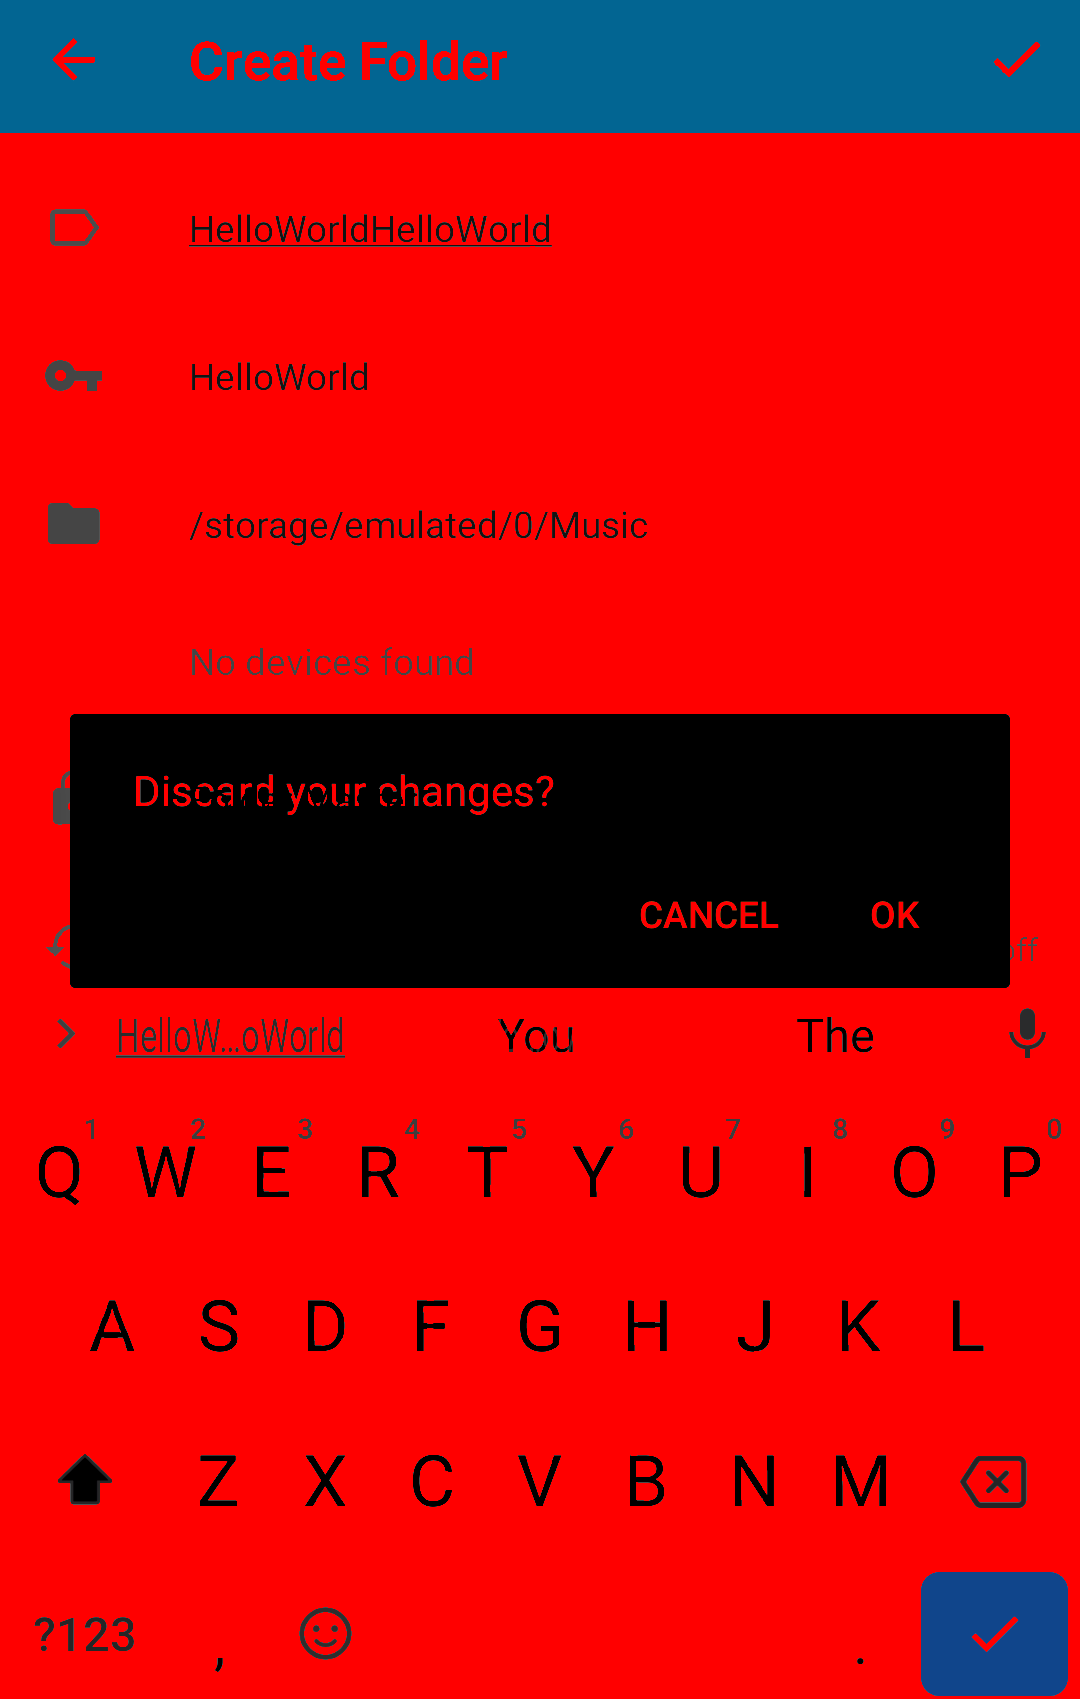 Create Folder
HelloWorldHelloWorld
HelloWorld
/storage/emulated/0/Music
No devices found
Discard your changes?
CANCEL OK
off
HelloW...oWorld You The
1 2 3 4 5 6 7 8 9 0
Q W E R T Y U I O P
A S D F G H J K L
Z X C V B N M
?123 , .